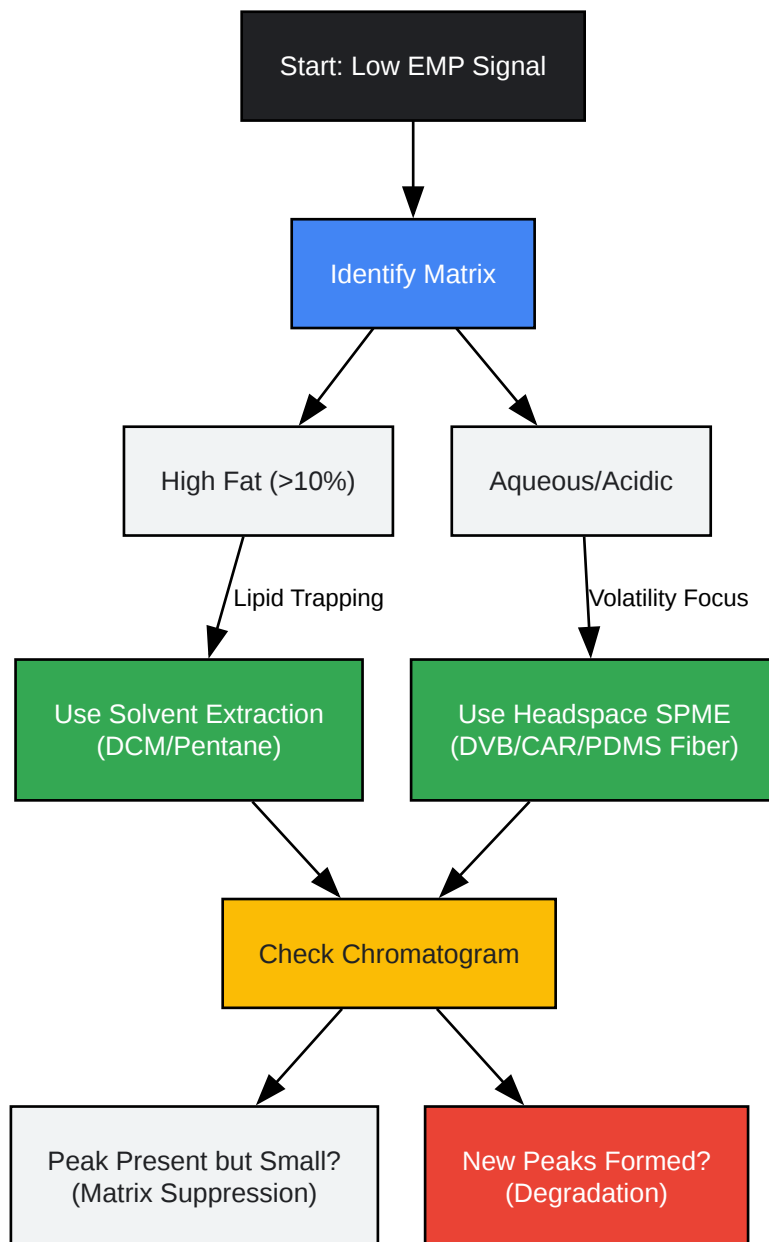 Start: Low EMP Signal
Identify Matrix
High Fat (>10%)
Aqueous/Acidic
Lipid Trapping
Volatility Focus
Use Solvent Extraction
(DCM/Pentane)
Use Headspace SPME
(DVB/CAR/PDMS Fiber)
Check Chromatogram
Peak Present but Small?
(Matrix Suppression)
New Peaks Formed?
(Degradation)